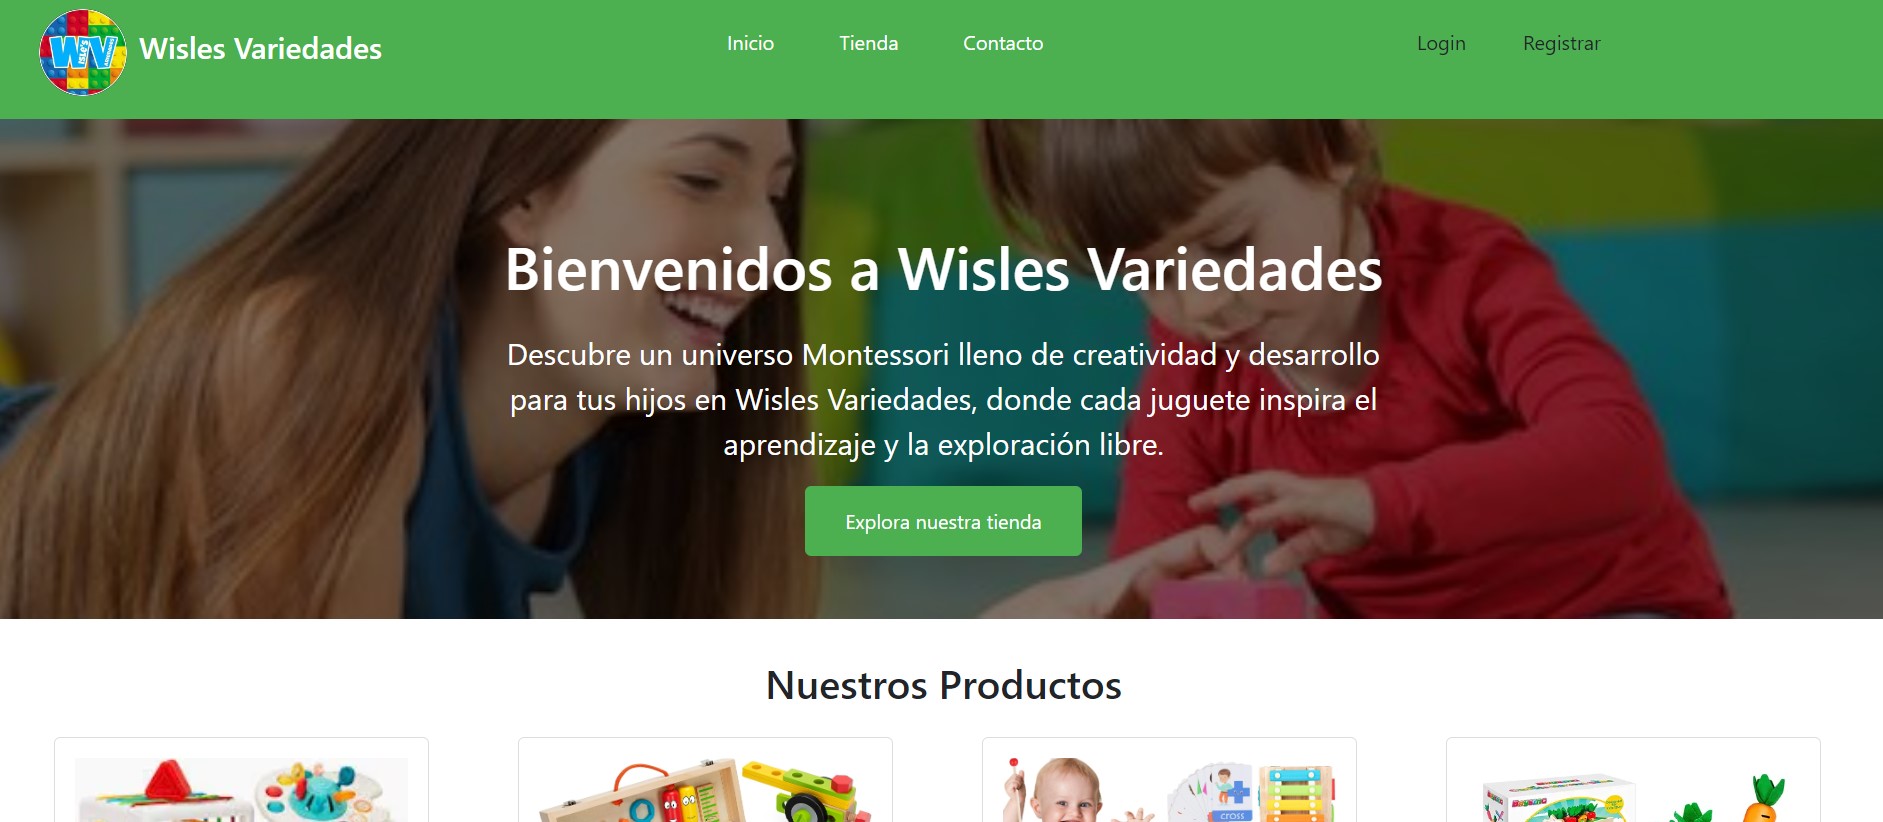 WV
ISLE'S
Wisles Variedades
Inicio
Tienda
Contacto
Login
Registrar
Bienvenidos a Wisles Variedades
Descubre un universo Montessori lleno de creatividad y desarrollo
para tus hijos en Wisles Variedades, donde cada juguete inspira el
aprendizaje y la exploración libre.
Explora nuestra tienda
Nuestros Productos
cross